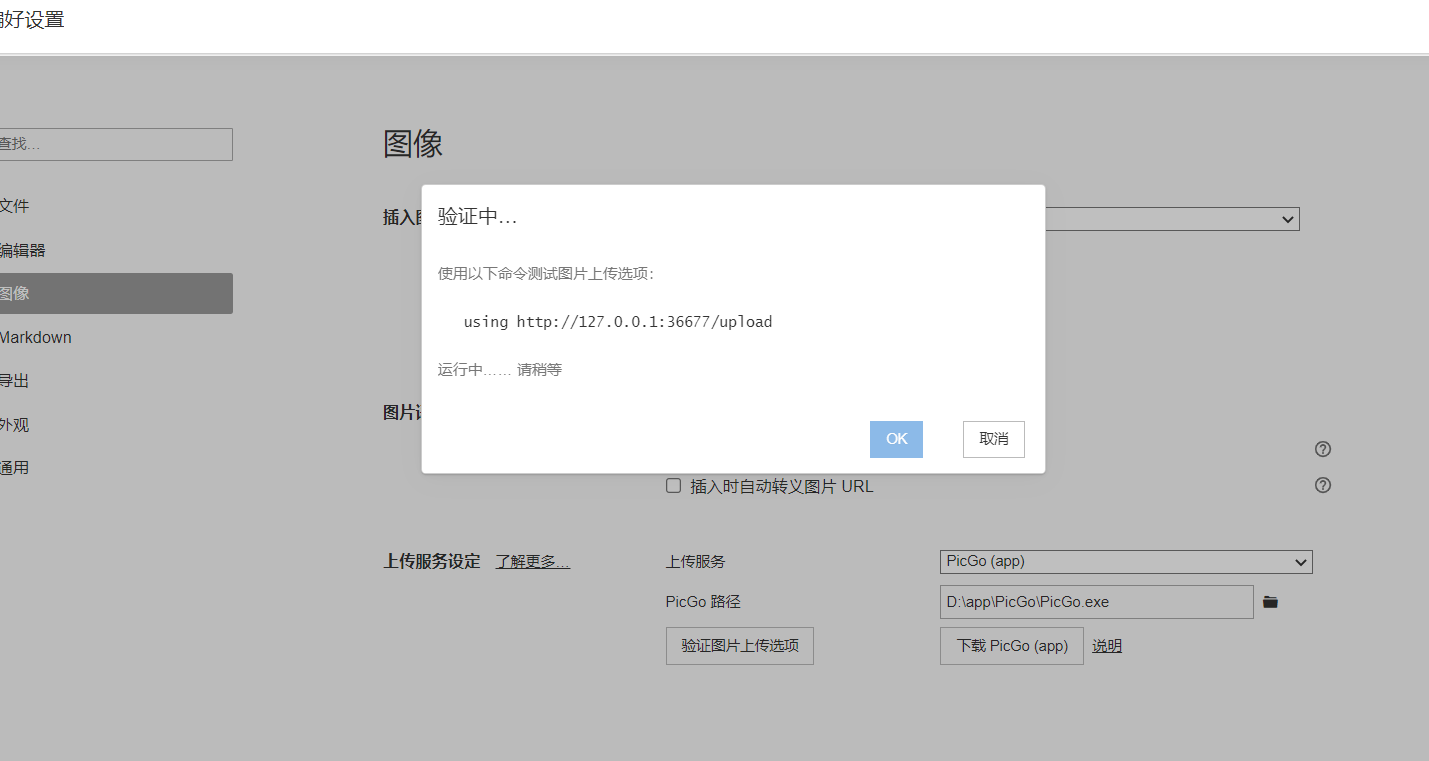 好设置
查找...
文件
编辑器
图像
Markdown
导出
外观
通用
图像
插入
验证中...
使用以下命令测试图片上传选项：
using http://127.0.0.1:36677/upload
运行中…… 请稍等
OK 取消
图片
插入时自动转义图片 URL
上传服务设定 了解更多... 上传服务 PicGo (app)
PicGo 路径 D:\app\PicGo\PicGo.exe
验证图片上传选项 下载 PicGo (app) 说明